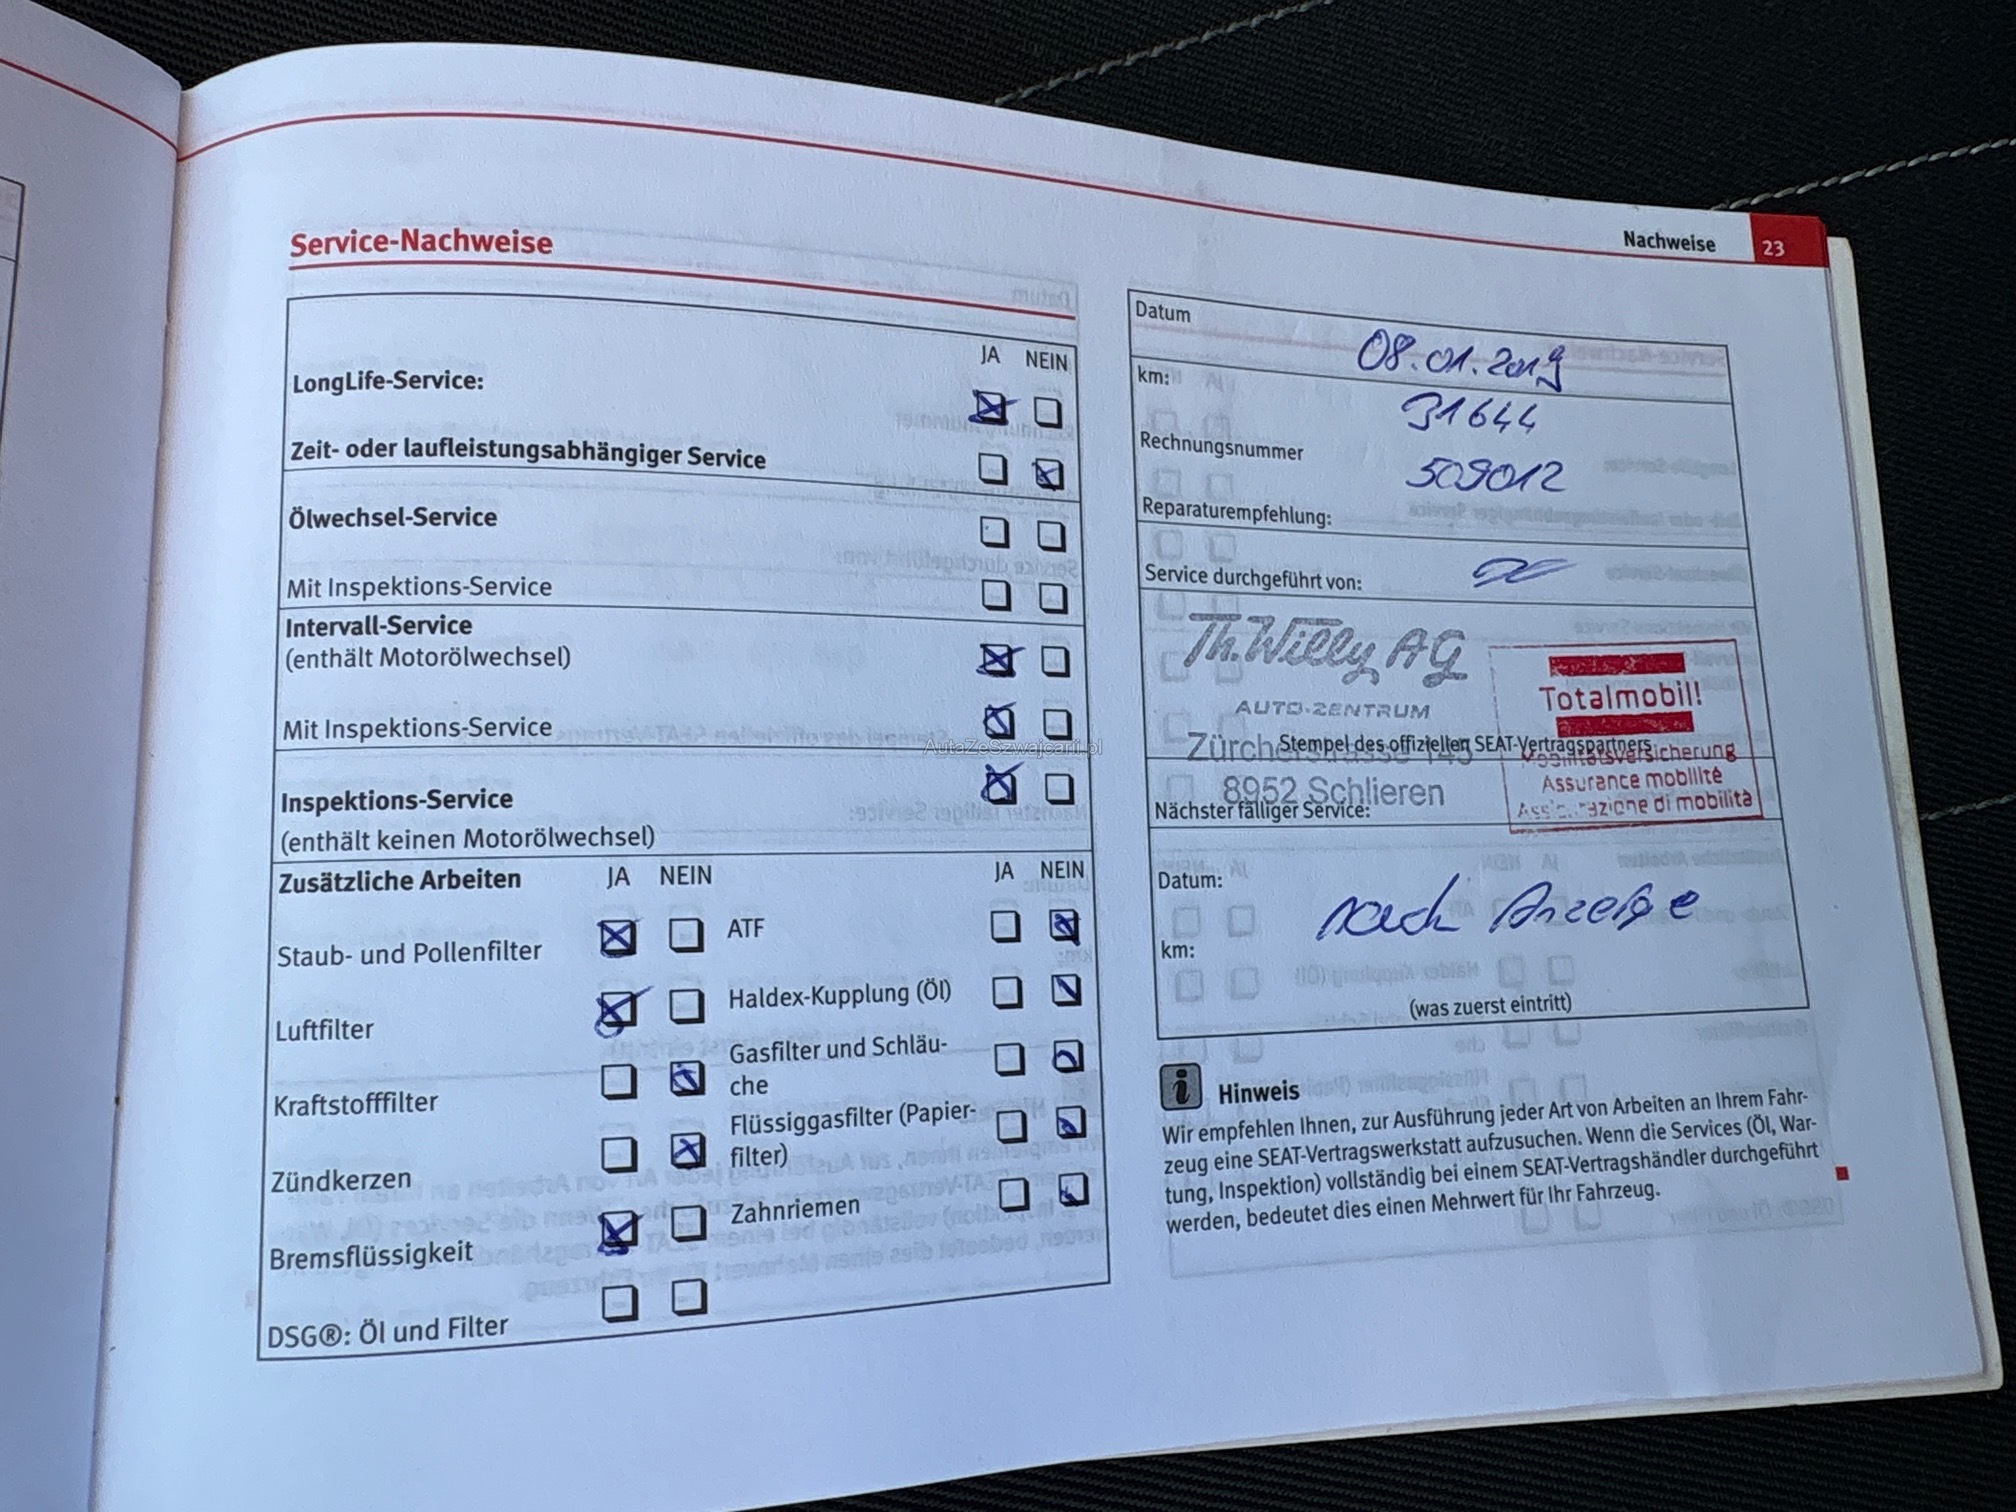 Nachweise 23
Service-Nachweise
JA NEIN
LongLife-Service:
Zeit- oder laufleistungsabhängiger Service
Ölwechsel-Service
Mit Inspektions-Service
Intervall-Service
(enthält Motorölwechsel)
Mit Inspektions-Service
Inspektions-Service
(enthält keinen Motorölwechsel)
Zusätzliche Arbeiten JA NEIN JA NEIN
Staub- und Pollenfilter
ATF
Luftfilter
Haldex-Kupplung (Öl)
Kraftstofffilter
Gasfilter und Schläu-
che
Zündkerzen
Flüssiggasfilter (Papier-
filter)
Bremsflüssigkeit
Zahnriemen
DSG®: Öl und Filter
Datum
08.01.2019
km:
31644
Rechnungsnummer
509012
Reparaturempfehlung:
Service durchgeführt von:
Th. Willy AG
AUTO-ZENTRUM
Zürcherstrasse 145
8952 Schlieren
Stempel des offiziellen SEAT-Vertragspartners
Totalmobil!
Mobilitätsversicherung
Assurance mobilité
Assicurazione di mobilità
Nächster fälliger Service:
Datum:
nach Anzeige
km:
(was zuerst eintritt)
Hinweis
Wir empfehlen Ihnen, zur Ausführung jeder Art von Arbeiten an Ihrem Fahr-
zeug eine SEAT-Vertragswerkstatt aufzusuchen. Wenn die Services (Öl, War-
tung, Inspektion) vollständig bei einem SEAT-Vertragshändler durchgeführt
werden, bedeutet dies einen Mehrwert für Ihr Fahrzeug.
AutaZeSzwajcarii.pl